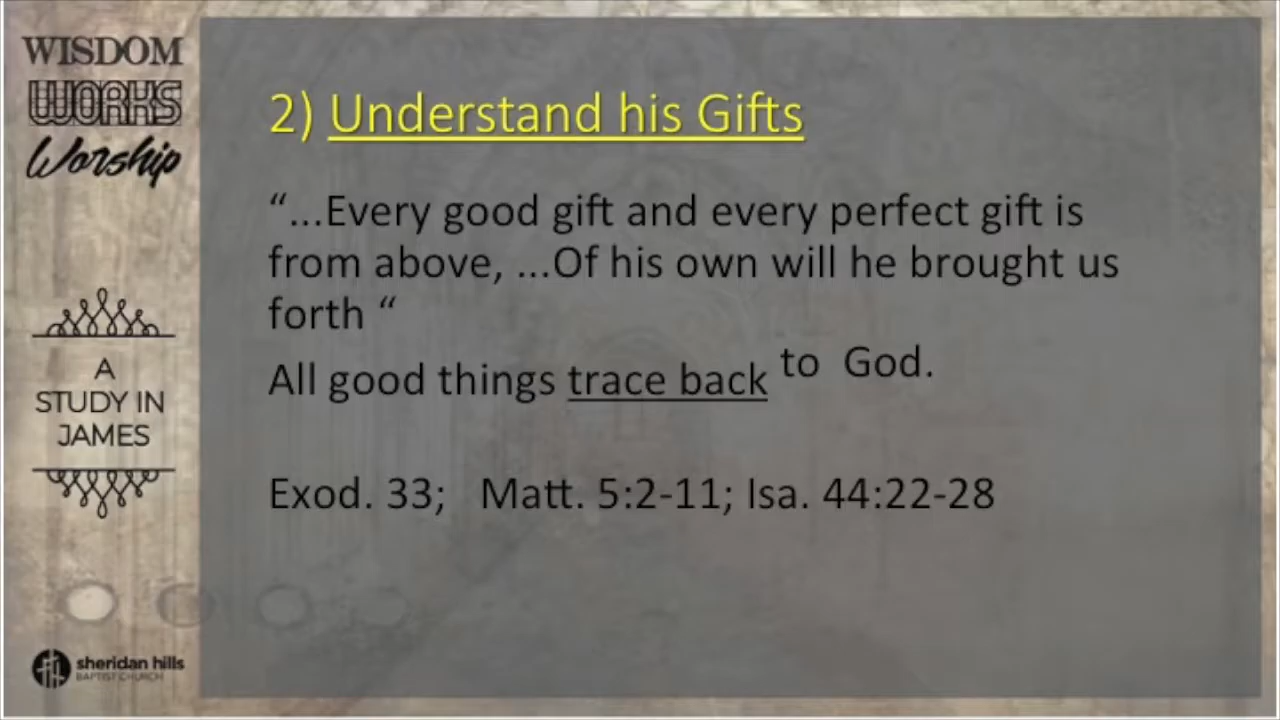 WISDOM
WORKS
Worship
A
STUDY IN
JAMES
sheridan hills
BAPTIST CHURCH
2) Understand his Gifts
“...Every good gift and every perfect gift is
from above, ...Of his own will he brought us
forth “
All good things trace back to God.
Exod. 33; Matt. 5:2-11; Isa. 44:22-28